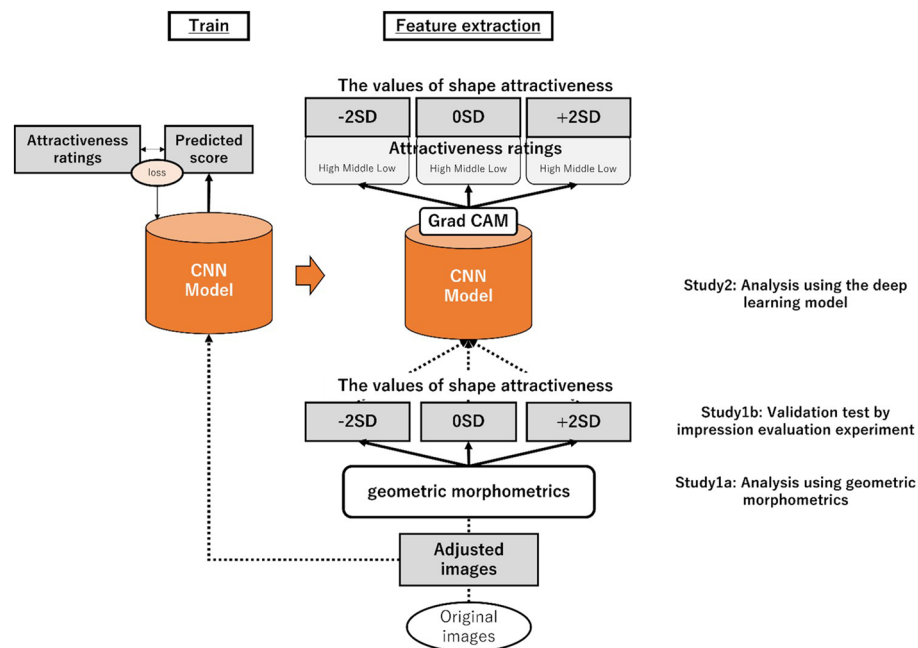 Train
Feature extraction
The values of shape attractiveness
-2SD
0SD
+2SD
Attractiveness ratings
High Middle Low
High Middle Low
High Middle Low
Attractiveness
ratings
Predicted
score
loss
Grad CAM
CNN
Model
CNN
Model
Study2: Analysis using the deep
learning model
The values of shape attractiveness
-2SD
0SD
+2SD
Study1b: Validation test by
impression evaluation experiment
geometric morphometrics
Study1a: Analysis using geometric
morphometrics
Adjusted
images
Original
images